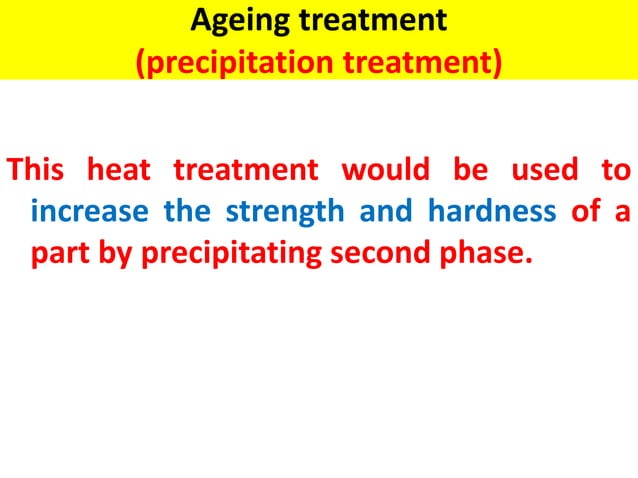 Ageing treatment
(precipitation treatment)
This heat treatment would be used to
increase the strength and hardness of a
part by precipitating second phase.